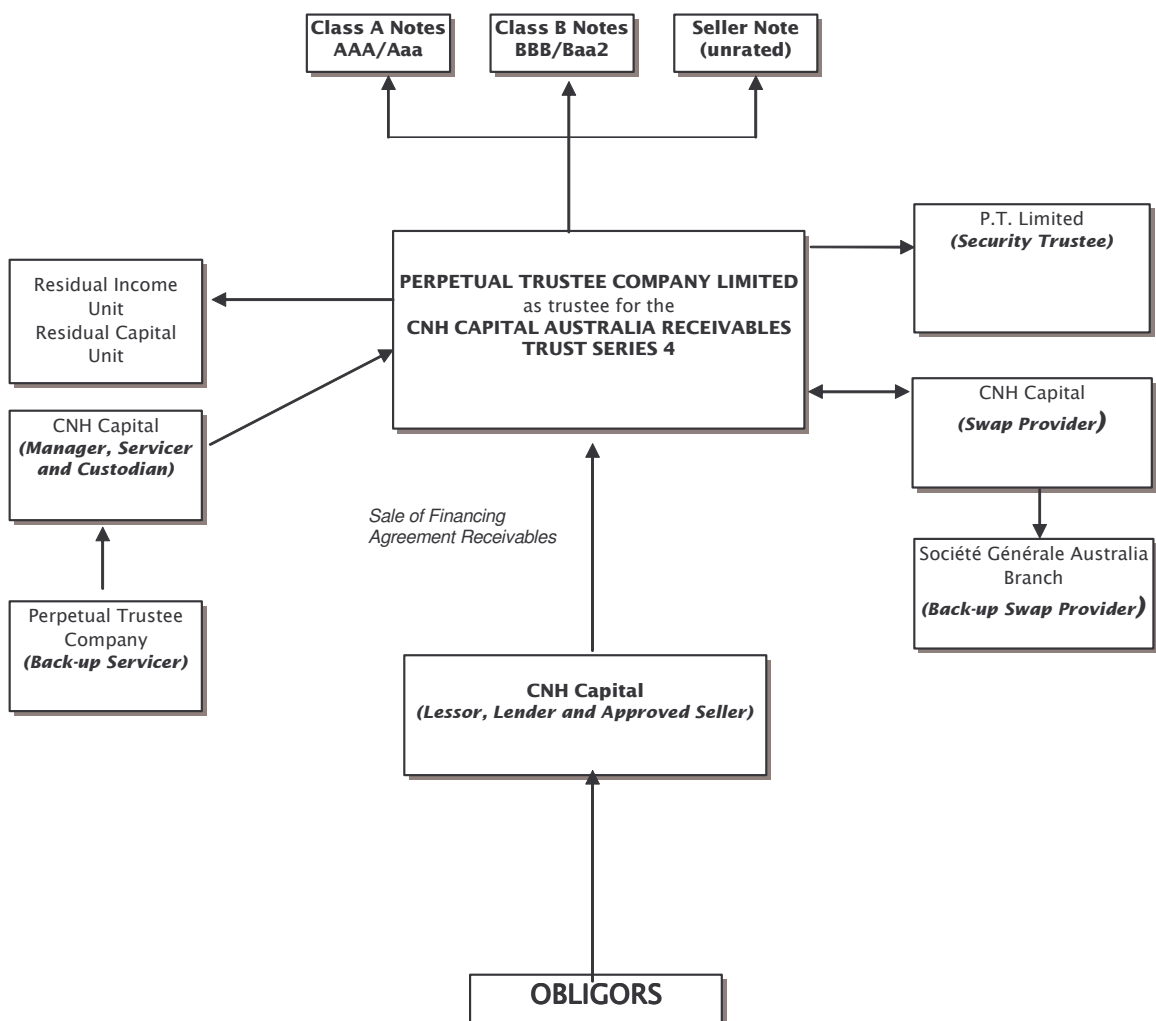 Class A Notes
AAA/Aaa
Class B Notes
BBB/Baa2
Seller Note
(unrated)
P.T. Limited
(Security Trustee)
PERPETUAL TRUSTEE COMPANY LIMITED
as trustee for the
CNH CAPITAL AUSTRALIA RECEIVABLES
TRUST SERIES 4
Residual Income
Unit
Residual Capital
Unit
CNH Capital
(Swap Provider)
CNH Capital
(Manager, Servicer
and Custodian)
Sale of Financing
Agreement Receivables
Société Générale Australia
Branch
(Back-up Swap Provider)
Perpetual Trustee
Company
(Back-up Servicer)
CNH Capital
(Lessor, Lender and Approved Seller)
OBLIGORS